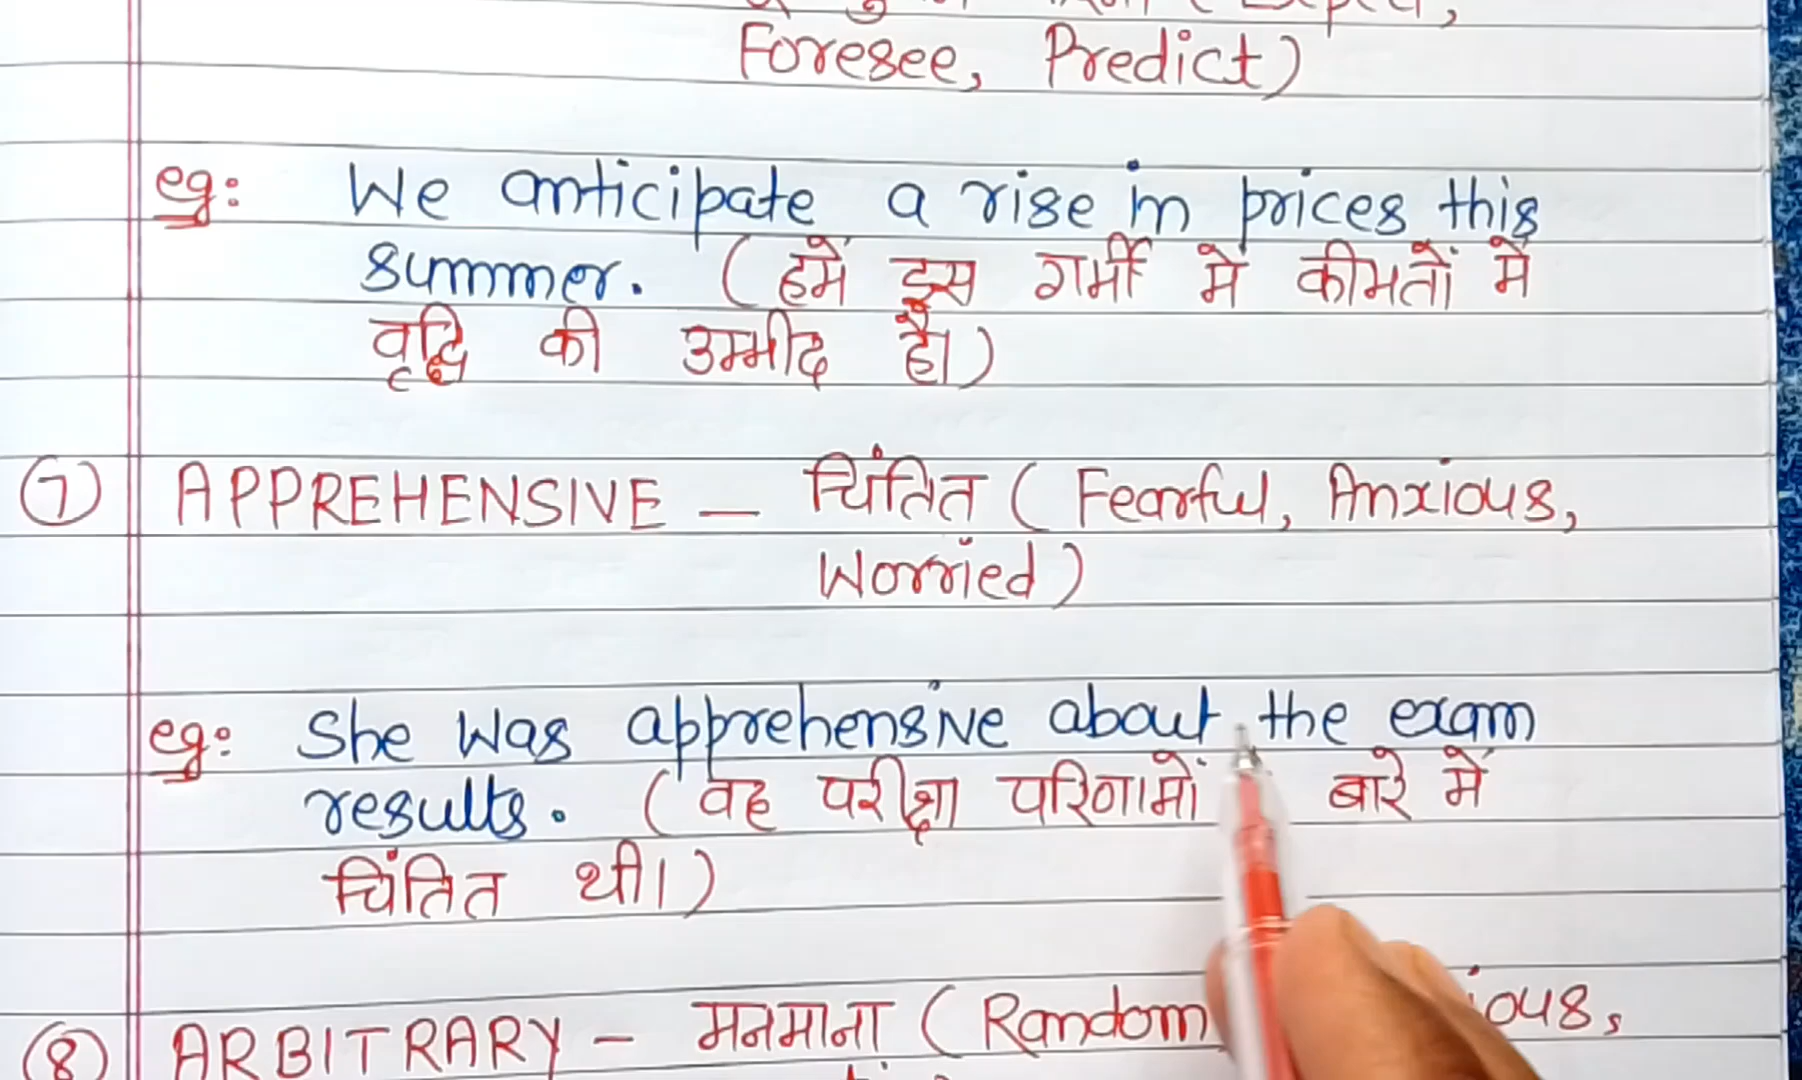 Foresee, Predict)
eg: We anticipate a rise in prices this
summer. (हमें इस गर्मी में कीमतों में
वृद्धि की उम्मीद है।)
7 APPREHENSIVE – चिंतित ( Fearful, Anxious,
Worried)
eg: She was apprehensive about the exam
results. (वह परीक्षा परिणामों बारे में
चिंतित थी।)
8 ARBITRARY – मनमाना ( Random